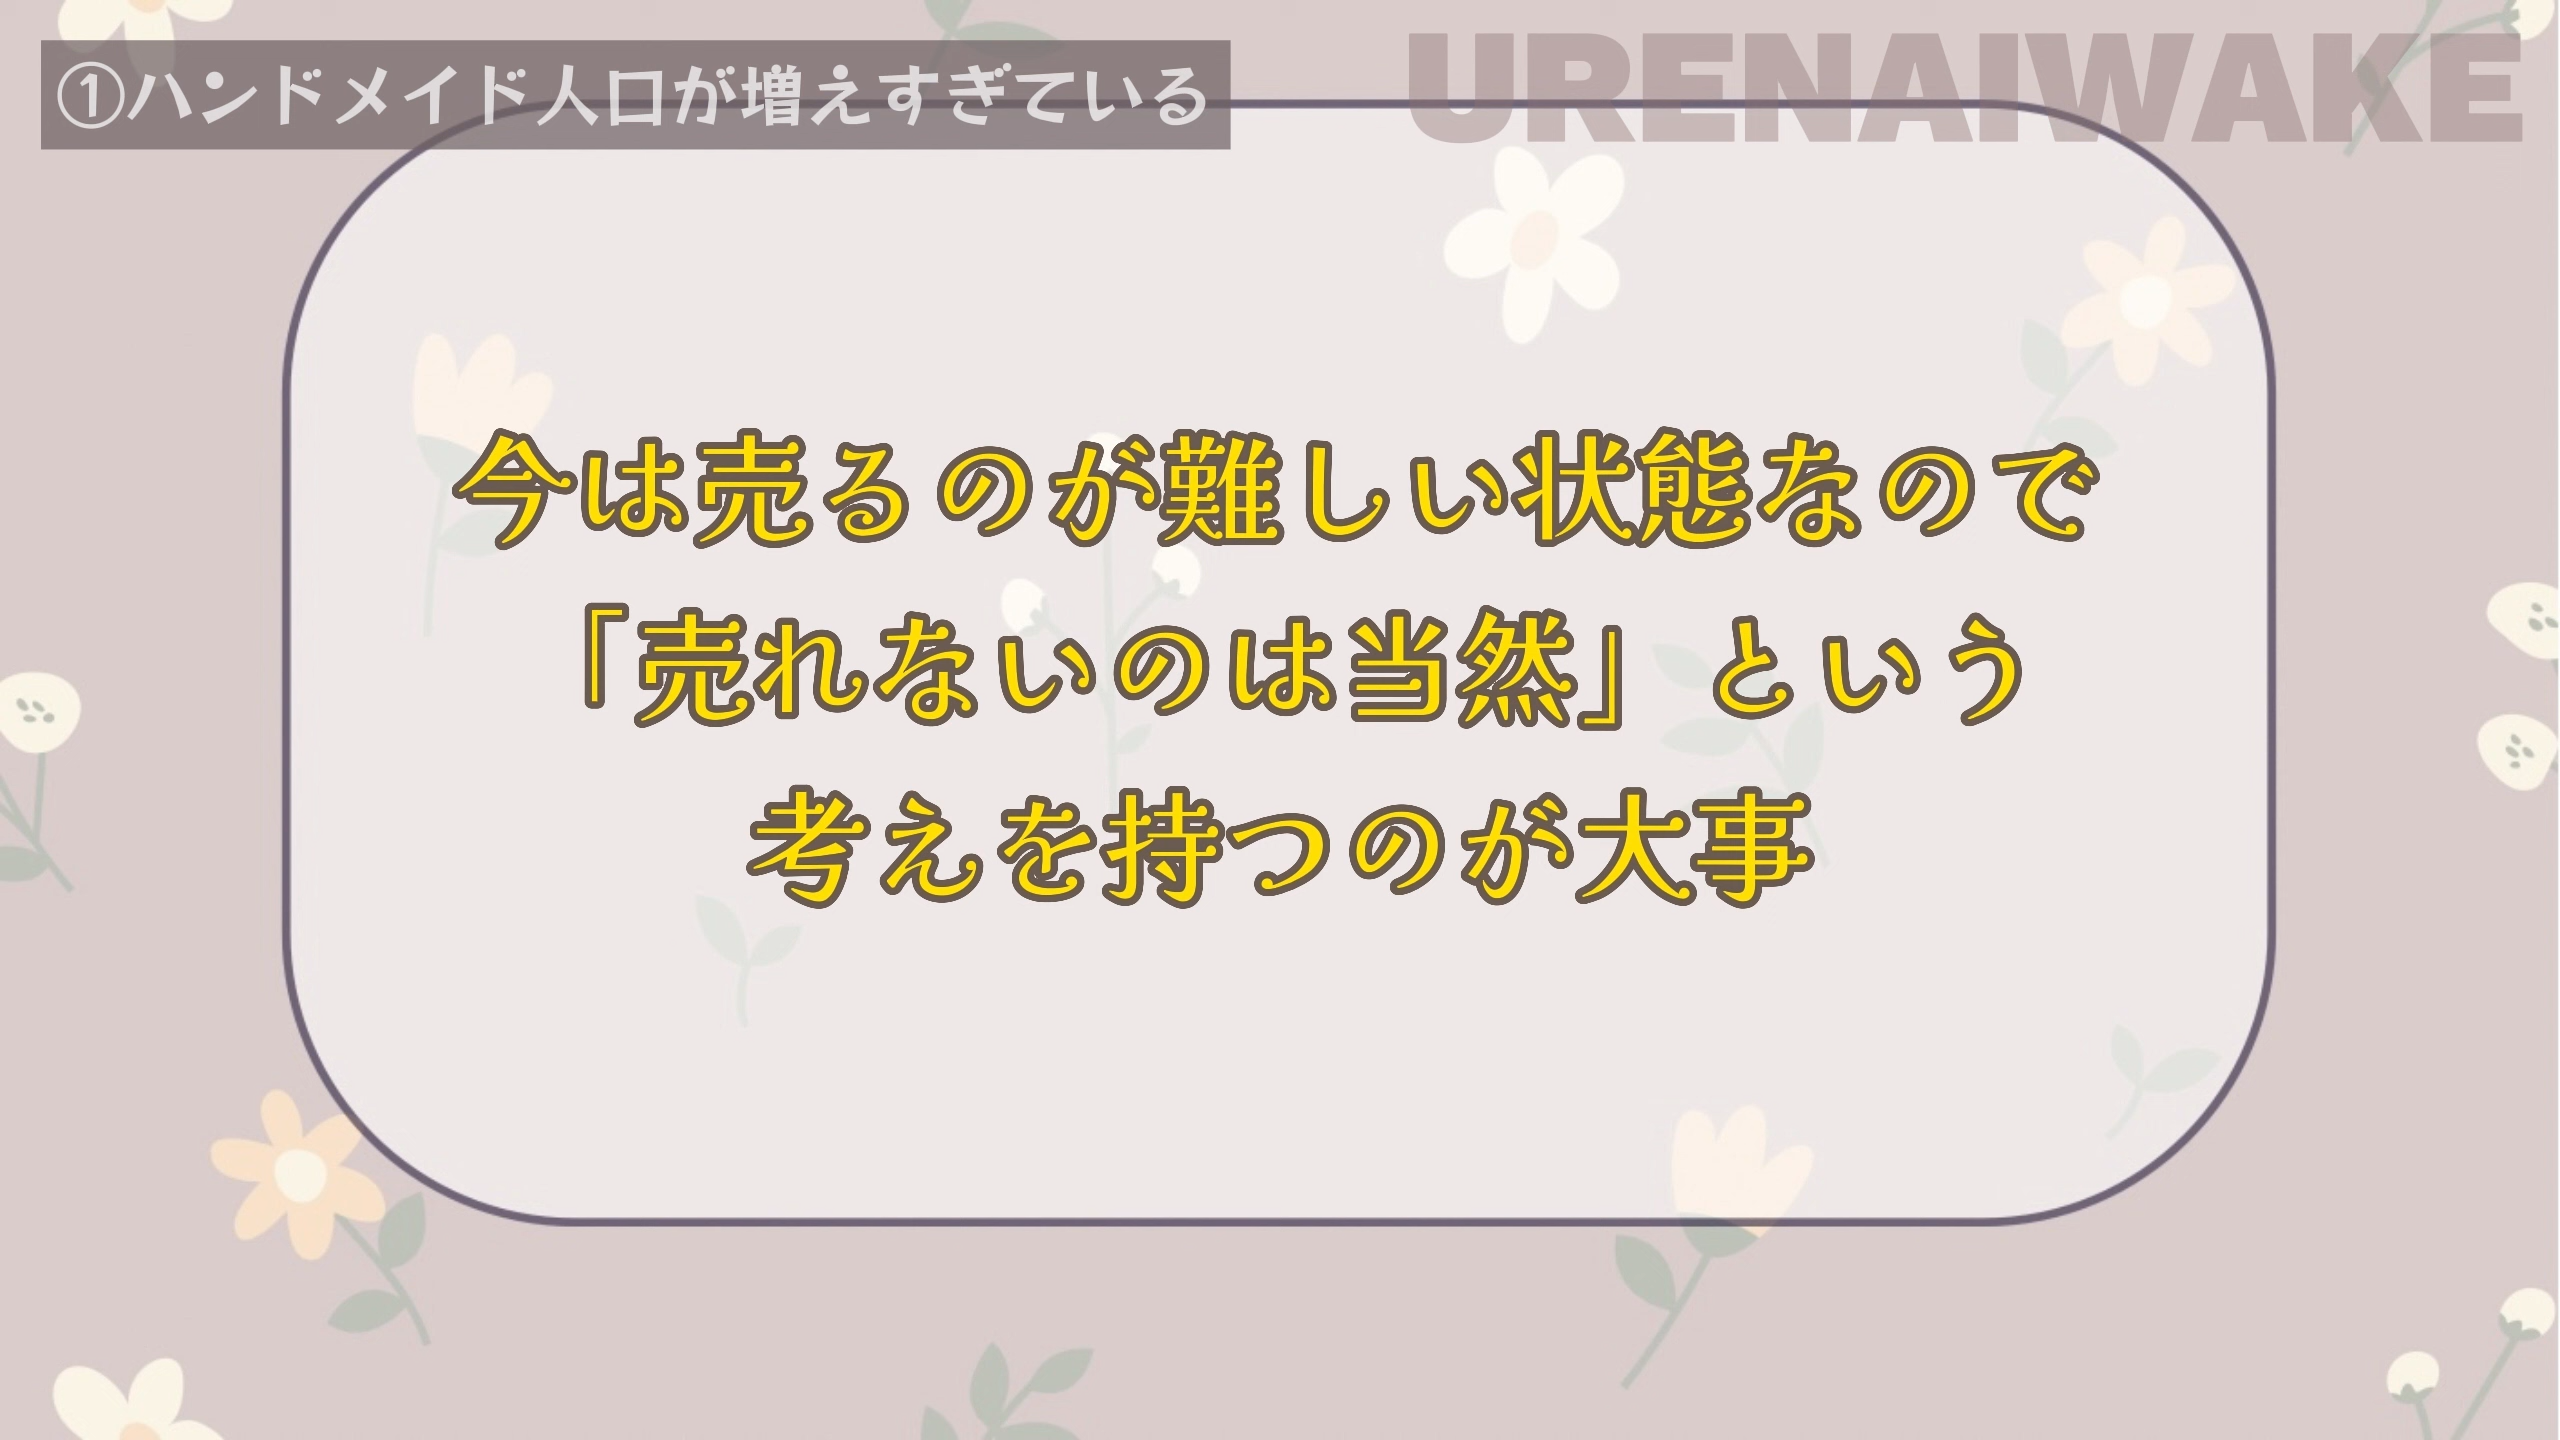 ①ハンドメイド人口が増えすぎている
URENAIWAKE
今は売るのが難しい状態なので
「売れないのは当然」という
考えを持つのが大事